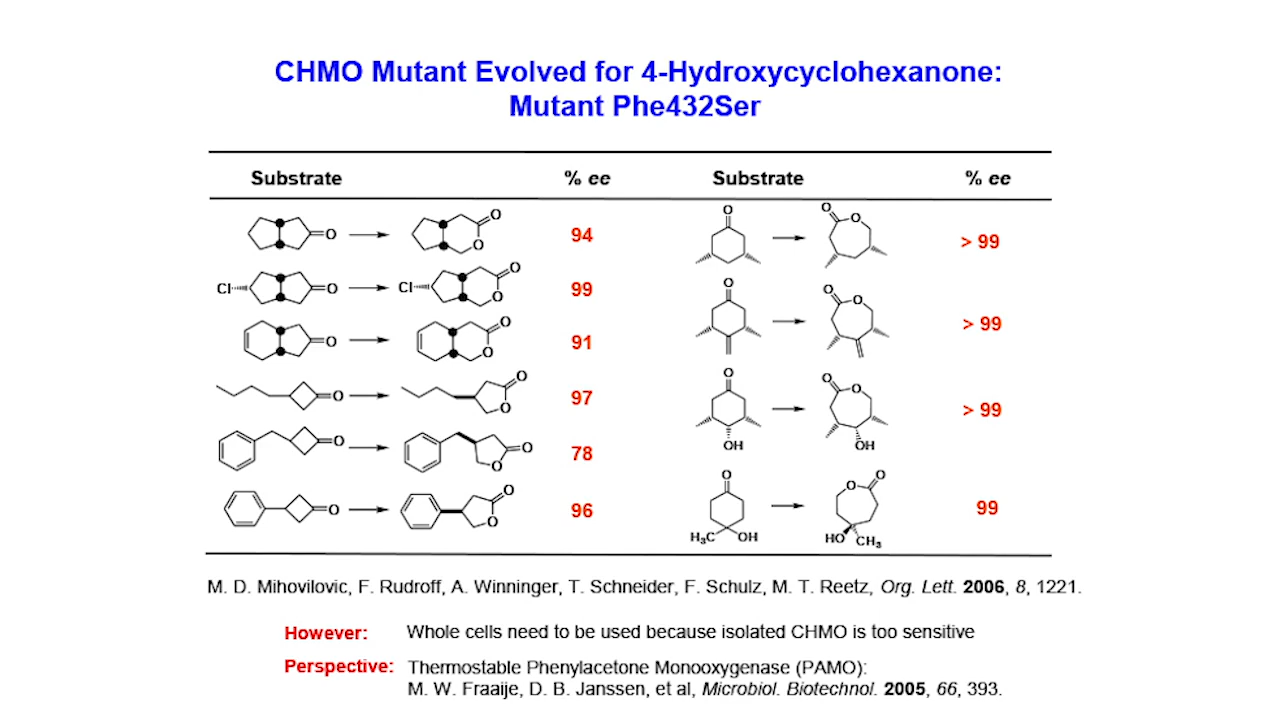 CHMO Mutant Evolved for 4-Hydroxycyclohexanone:
Mutant Phe432Ser
Substrate % ee Substrate % ee
O O O 94 O O O > 99
Cl O Cl O O 99
O O O 91 O O O > 99
O O O 97
O O O 78 O OH O O OH > 99
O O O 96 O H3C OH O O HO CH3 99
M. D. Mihovilovic, F. Rudroff, A. Winninger, T. Schneider, F. Schulz, M. T. Reetz, Org. Lett. 2006, 8, 1221.
However: Whole cells need to be used because isolated CHMO is too sensitive
Perspective: Thermostable Phenylacetone Monooxygenase (PAMO):
M. W. Fraaije, D. B. Janssen, et al, Microbiol. Biotechnol. 2005, 66, 393.